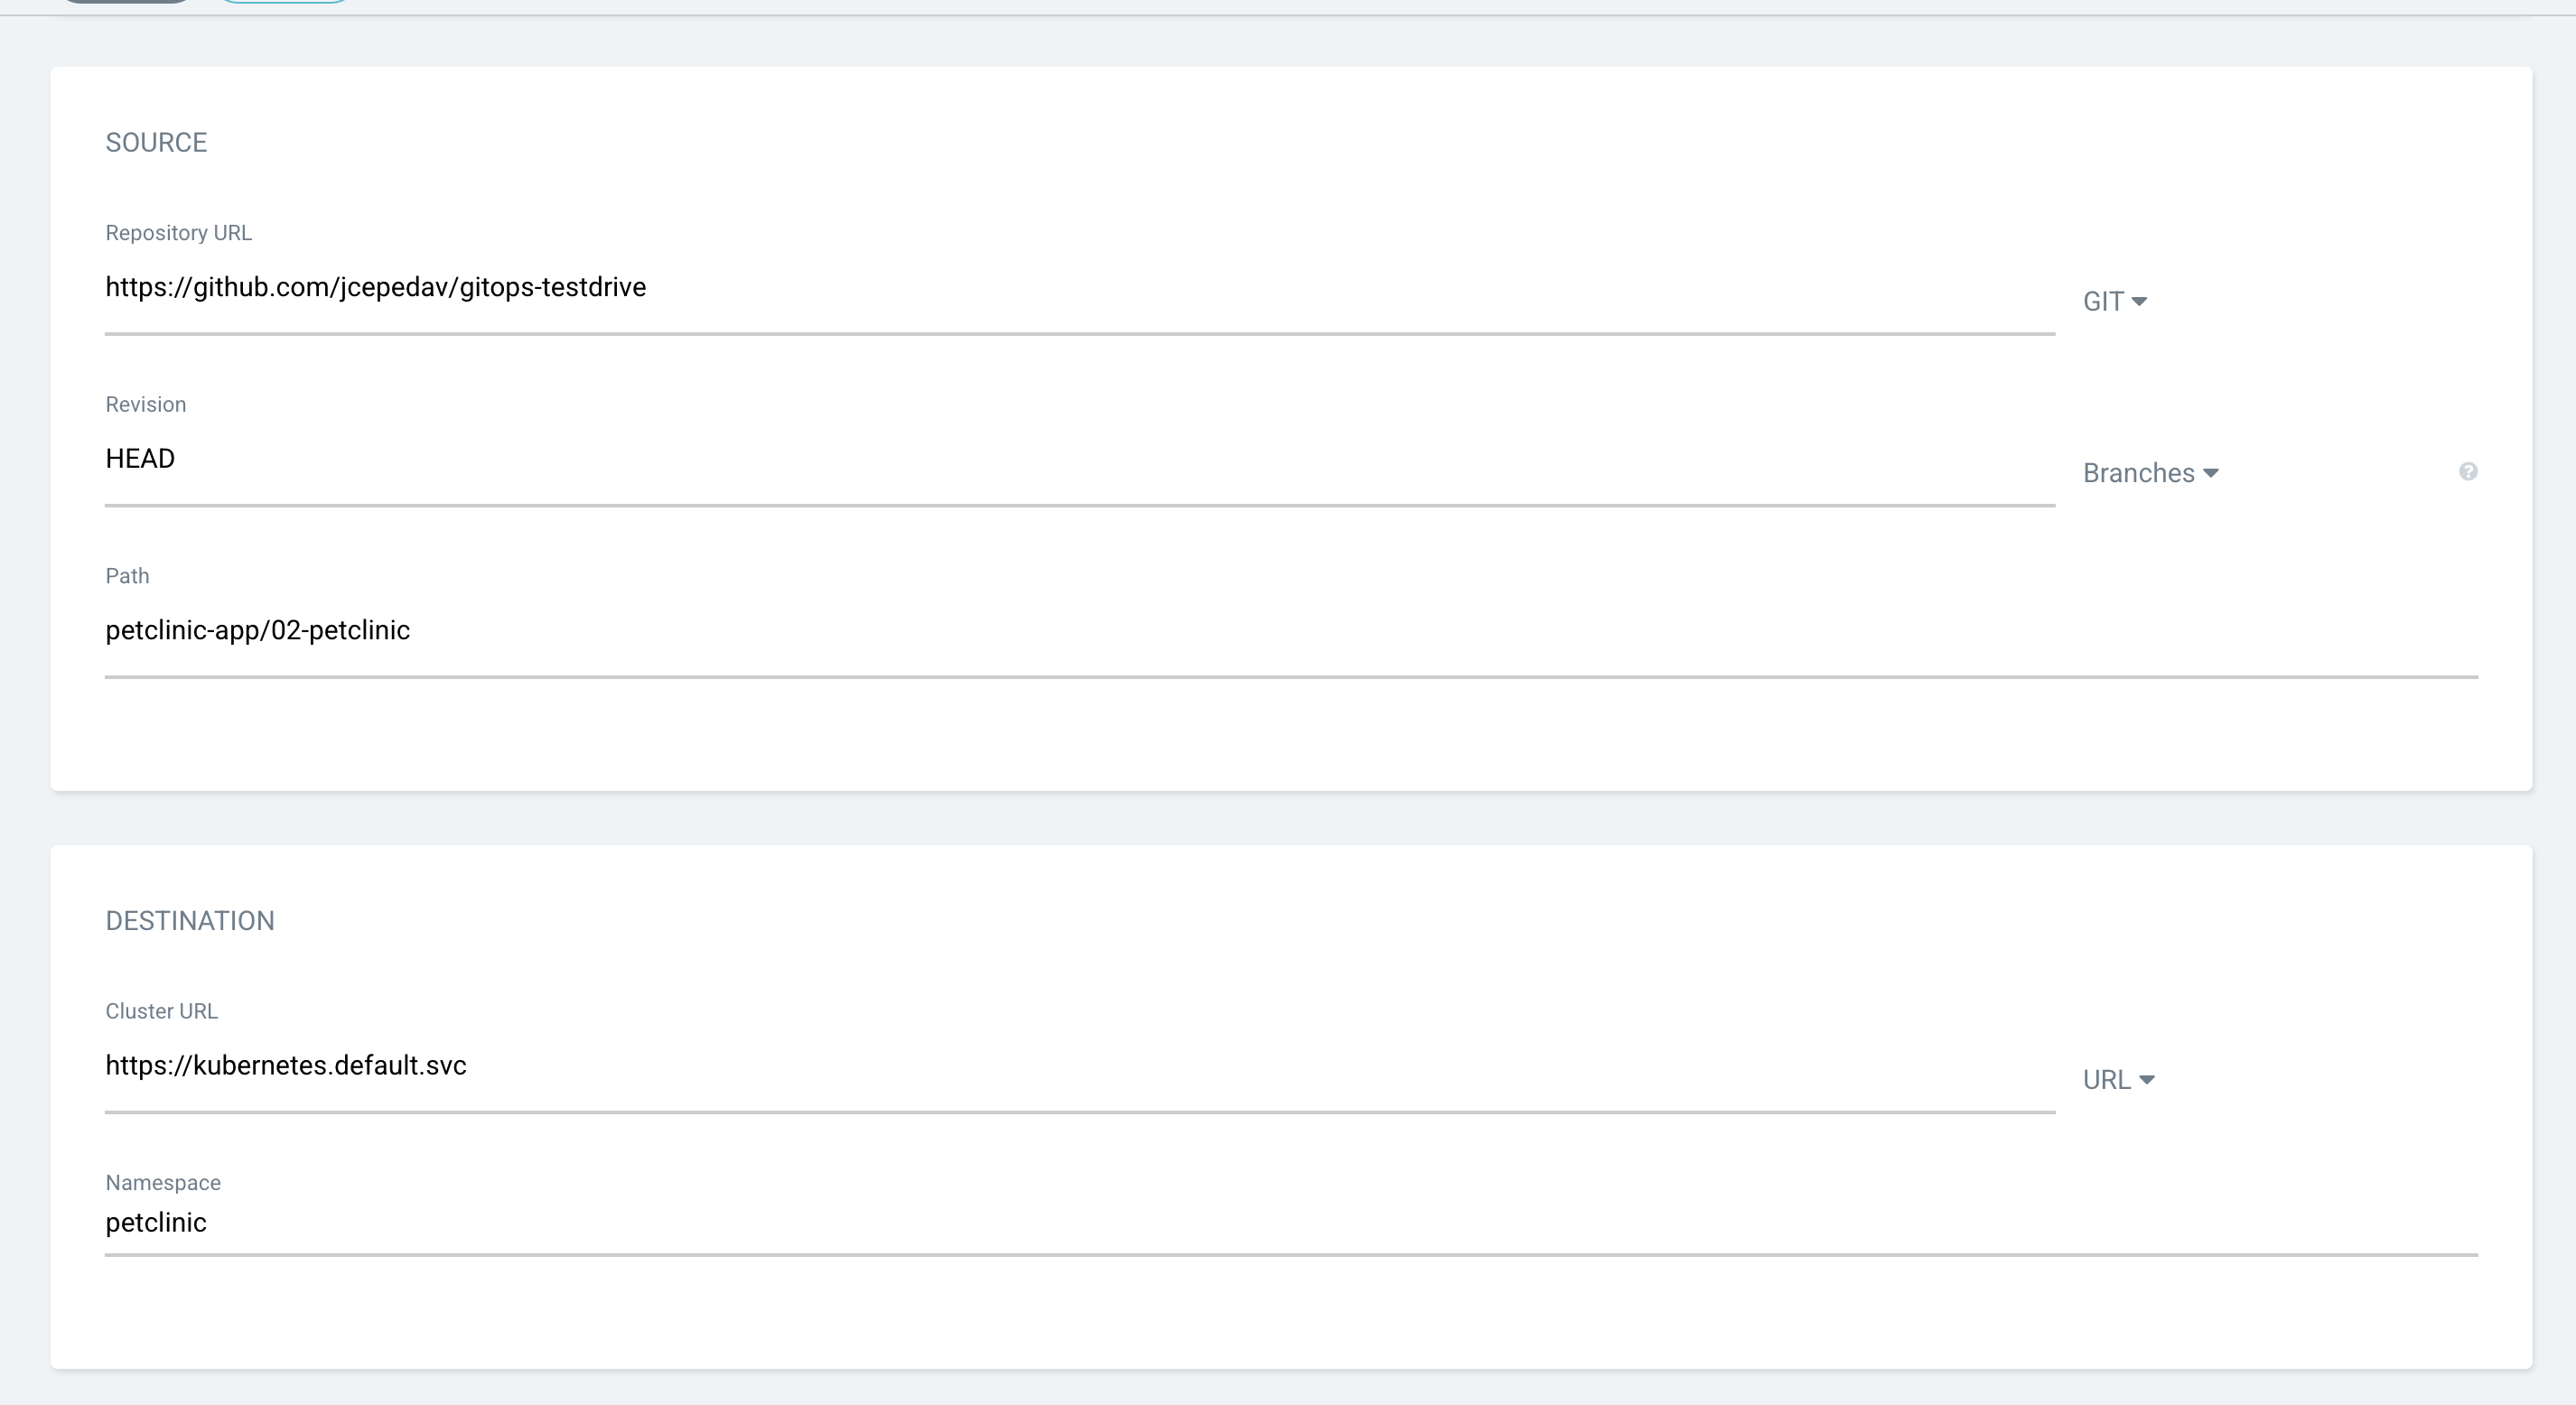 SOURCE
Repository URL
https://github.com/jcepedav/gitops-testdrive
GIT
Revision
HEAD
Branches
?
Path
petclinic-app/02-petclinic
DESTINATION
Cluster URL
https://kubernetes.default.svc
URL
Namespace
petclinic